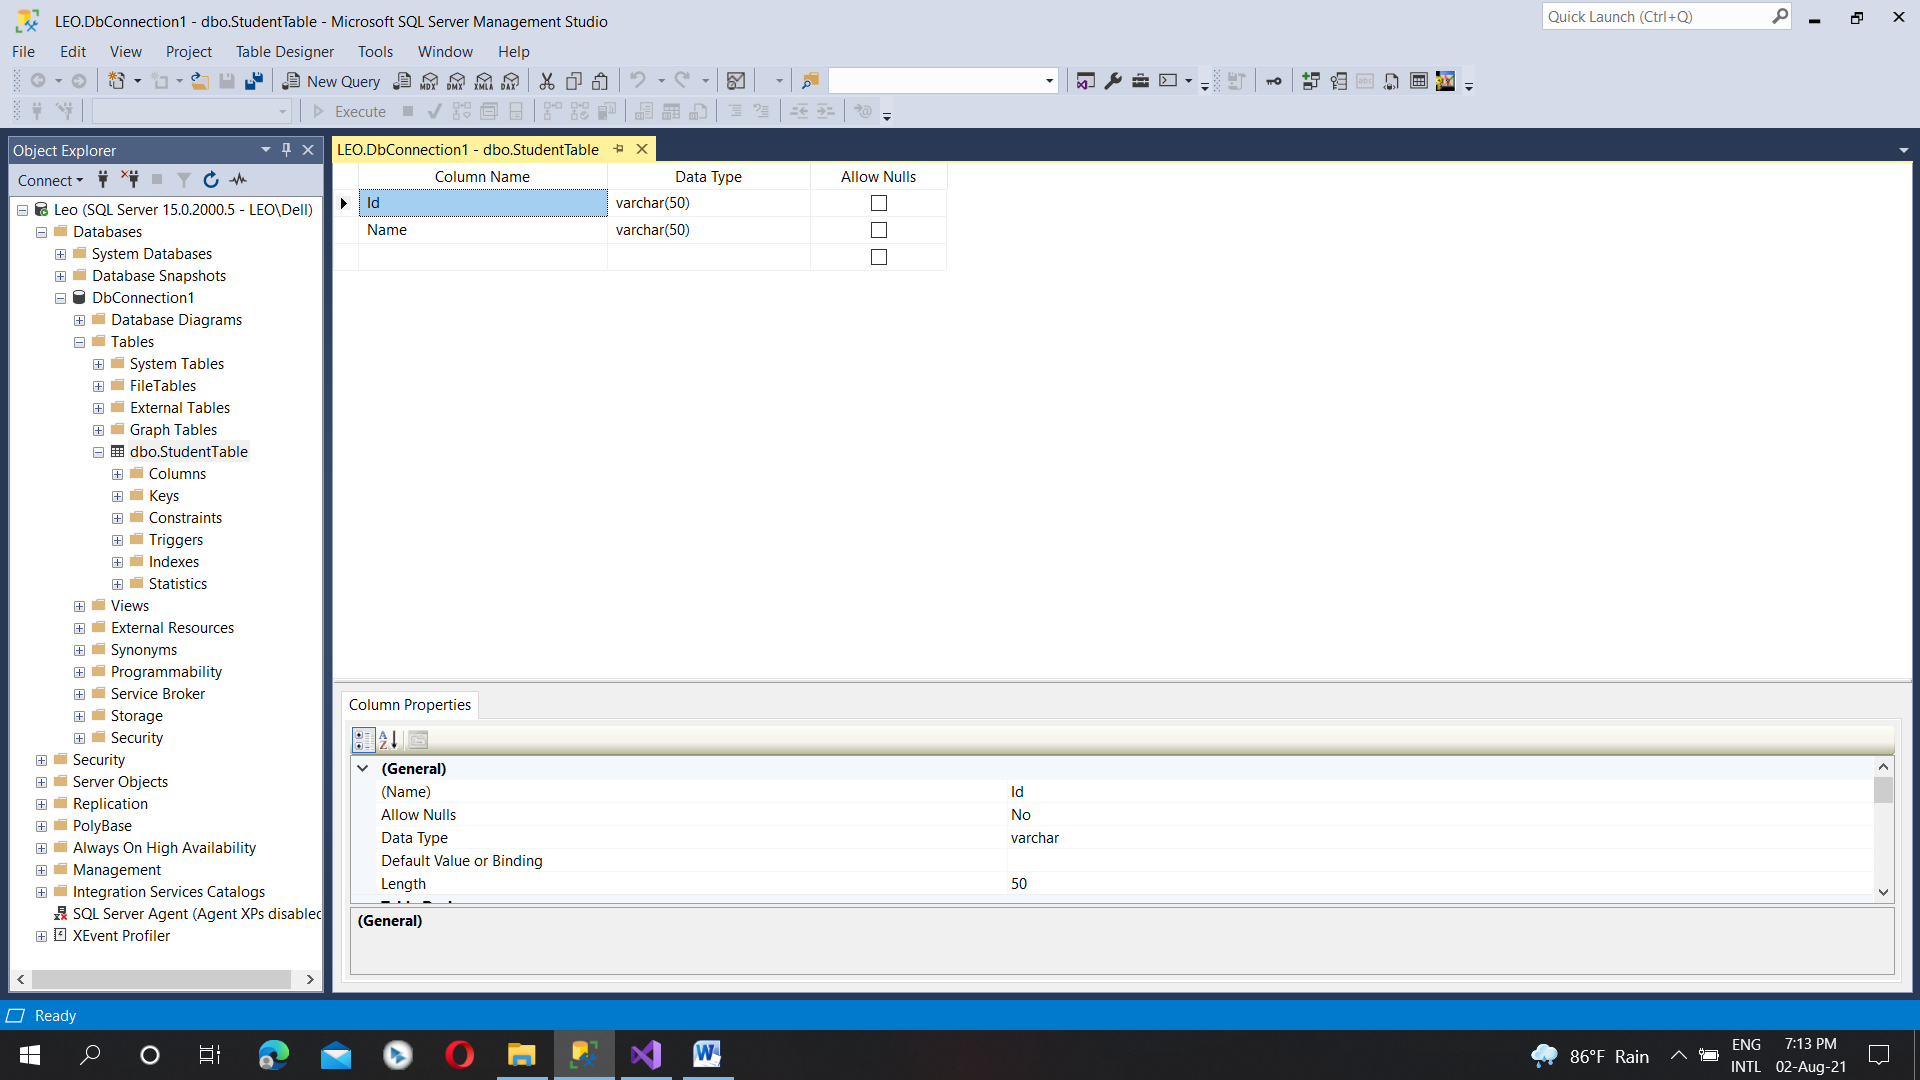 LEO.DbConnection1 - dbo.StudentTable - Microsoft SQL Server Management Studio
Quick Launch (Ctrl+Q)
File Edit View Project Table Designer Tools Window Help
New Query MDX DMX XMLA DAX
Execute
Object Explorer
Connect
Leo (SQL Server 15.0.2000.5 - LEO\Dell)
Databases
System Databases
Database Snapshots
DbConnection1
Database Diagrams
Tables
System Tables
FileTables
External Tables
Graph Tables
dbo.StudentTable
Columns
Keys
Constraints
Triggers
Indexes
Statistics
Views
External Resources
Synonyms
Programmability
Service Broker
Storage
Security
Security
Server Objects
Replication
PolyBase
Always On High Availability
Management
Integration Services Catalogs
SQL Server Agent (Agent XPs disabled
XEvent Profiler
LEO.DbConnection1 - dbo.StudentTable
Column Name Data Type Allow Nulls
Id varchar(50)
Name varchar(50)
Column Properties
(General)
(Name) Id
Allow Nulls No
Data Type varchar
Default Value or Binding
Length 50
(General)
Ready
86°F Rain
ENG
INTL
7:13 PM
02-Aug-21